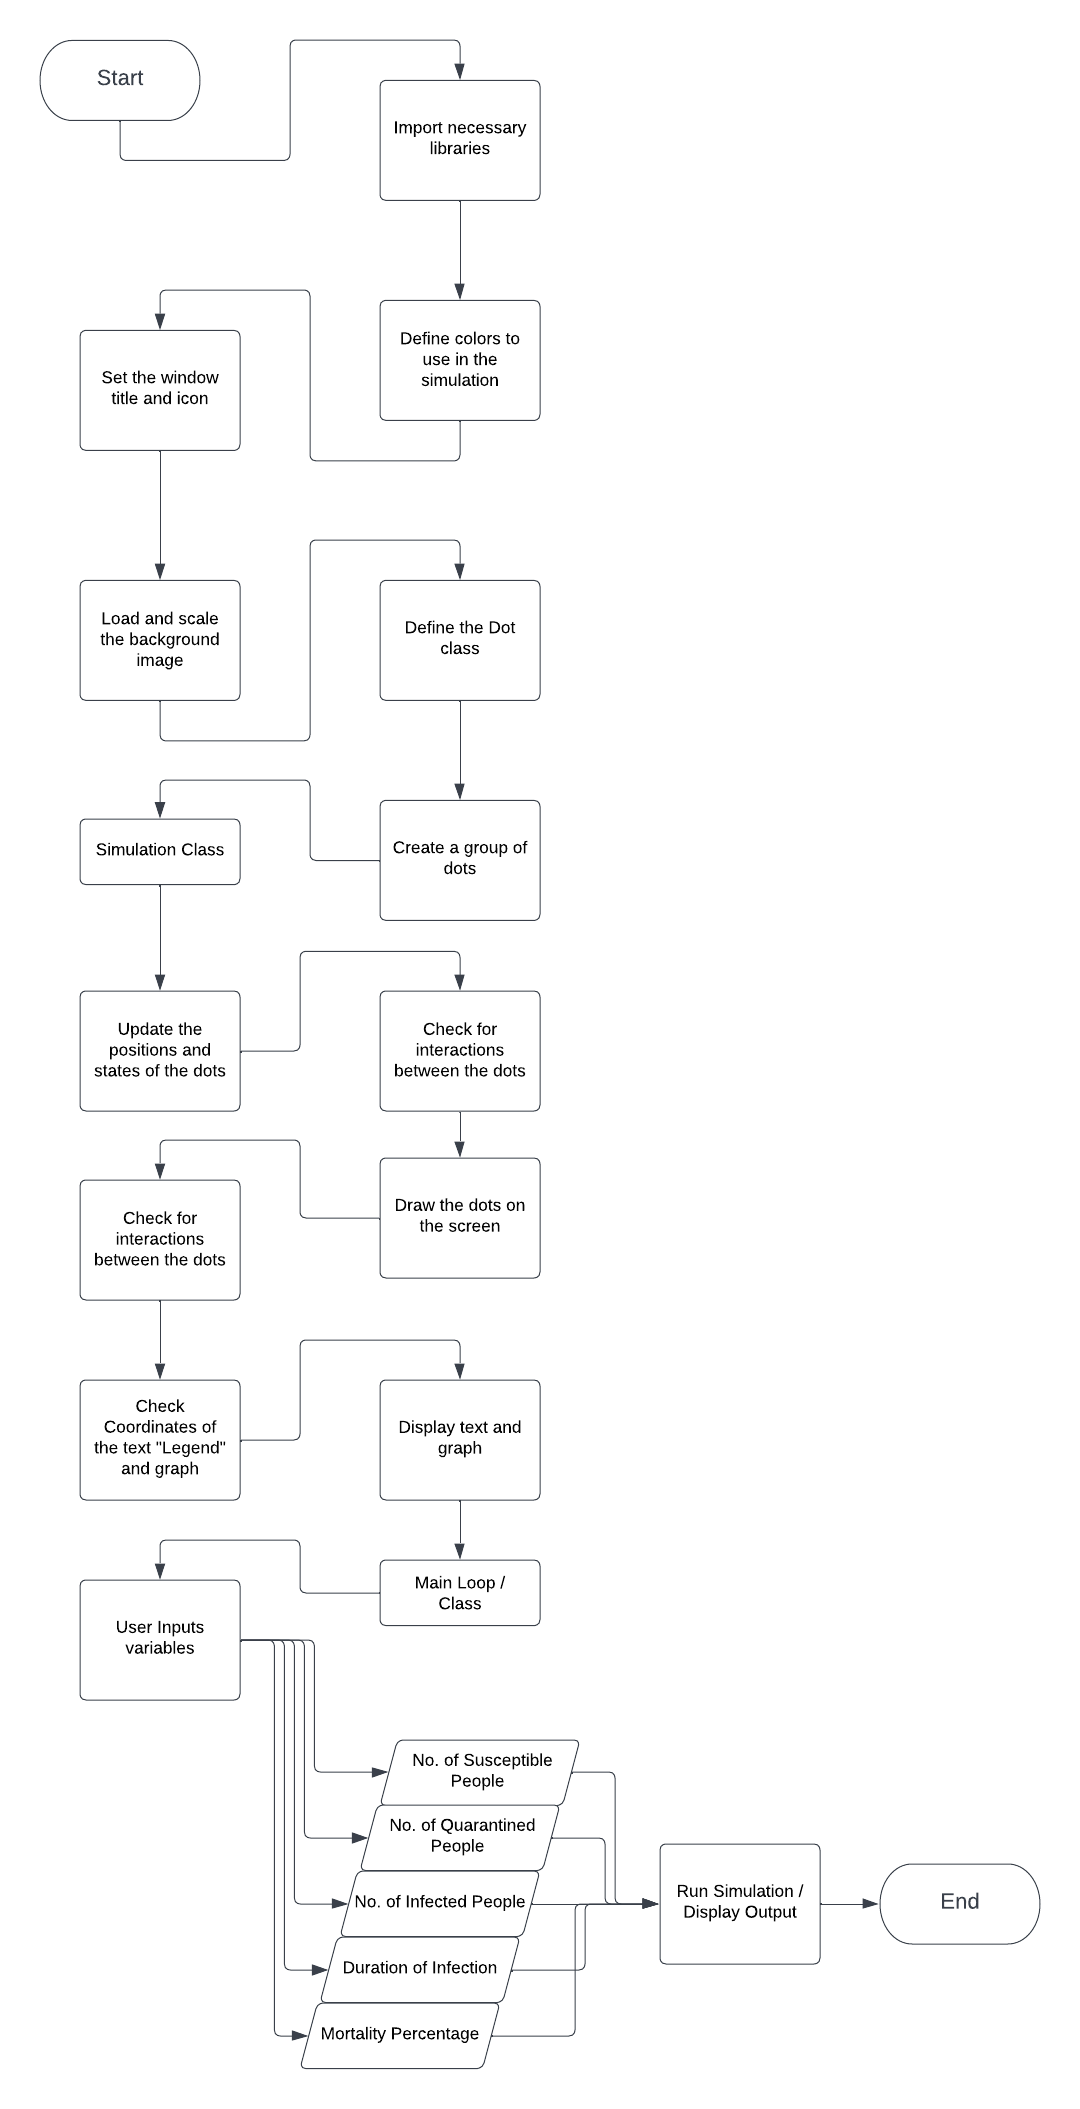 Start
Import necessary
libraries
Define colors to
use in the
simulation
Set the window
title and icon
Load and scale
the background
image
Define the Dot
class
Create a group of
dots
Simulation Class
Update the
positions and
states of the dots
Check for
interactions
between the dots
Draw the dots on
the screen
Check for
interactions
between the dots
Check
Coordinates of
the text "Legend"
and graph
Display text and
graph
Main Loop /
Class
User Inputs
variables
No. of Susceptible
People
No. of Quarantined
People
No. of Infected People
Duration of Infection
Mortality Percentage
Run Simulation /
Display Output
End